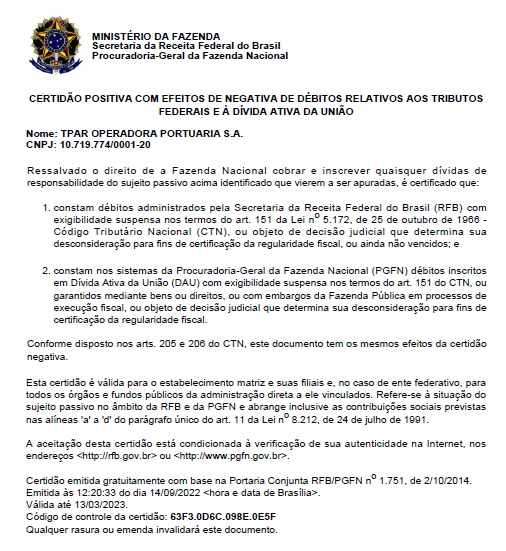 MINISTÉRIO DA FAZENDA
Secretaria da Receita Federal do Brasil
Procuradoria-Geral da Fazenda Nacional
CERTIDÃO POSITIVA COM EFEITOS DE NEGATIVA DE DÉBITOS RELATIVOS AOS TRIBUTOS
FEDERAIS E À DÍVIDA ATIVA DA UNIÃO
Nome: TPAR OPERADORA PORTUARIA S.A.
CNPJ: 10.719.774/0001-20
Ressalvado o direito de a Fazenda Nacional cobrar e inscrever quaisquer dívidas de
responsabilidade do sujeito passivo acima identificado que vierem a ser apuradas, é certificado que:
1. constam débitos administrados pela Secretaria da Receita Federal do Brasil (RFB) com
exigibilidade suspensa nos termos do art. 151 da Lei nº 5.172, de 25 de outubro de 1966 -
Código Tributário Nacional (CTN), ou objeto de decisão judicial que determina sua
desconsideração para fins de certificação da regularidade fiscal, ou ainda não vencidos; e
2. constam nos sistemas da Procuradoria-Geral da Fazenda Nacional (PGFN) débitos inscritos
em Dívida Ativa da União (DAU) com exigibilidade suspensa nos termos do art. 151 do CTN, ou
garantidos mediante bens ou direitos, ou com embargos da Fazenda Pública em processos de
execução fiscal, ou objeto de decisão judicial que determina sua desconsideração para fins de
certificação da regularidade fiscal.
Conforme disposto nos arts. 205 e 206 do CTN, este documento tem os mesmos efeitos da certidão
negativa.
Esta certidão é válida para o estabelecimento matriz e suas filiais e, no caso de ente federativo, para
todos os órgãos e fundos públicos da administração direta a ele vinculados. Refere-se à situação do
sujeito passivo no âmbito da RFB e da PGFN e abrange inclusive as contribuições sociais previstas
nas alíneas 'a' a 'd' do parágrafo único do art. 11 da Lei nº 8.212, de 24 de julho de 1991.
A aceitação desta certidão está condicionada à verificação de sua autenticidade na Internet, nos
endereços <http://rfb.gov.br> ou <http://www.pgfn.gov.br>.
Certidão emitida gratuitamente com base na Portaria Conjunta RFB/PGFN nº 1.751, de 2/10/2014.
Emitida às 12:20:33 do dia 14/09/2022 <hora e data de Brasília>.
Válida até 13/03/2023.
Código de controle da certidão: 63F3.0D6C.098E.0E5F
Qualquer rasura ou emenda invalidará este documento.